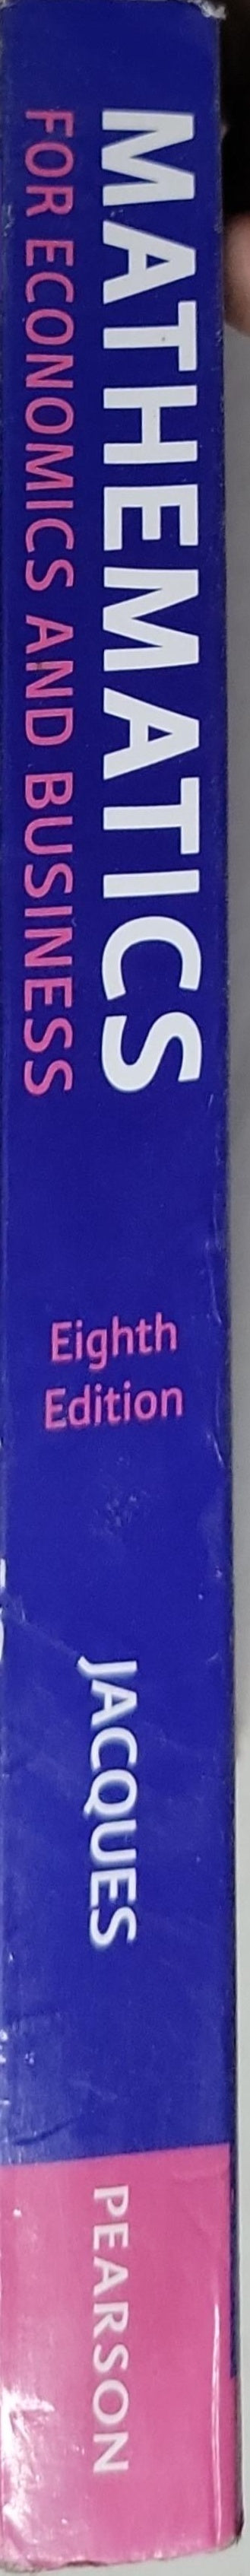 MATHEMATICS
FOR ECONOMICS AND BUSINESS
Eighth
Edition
JACQUES
PEARSON